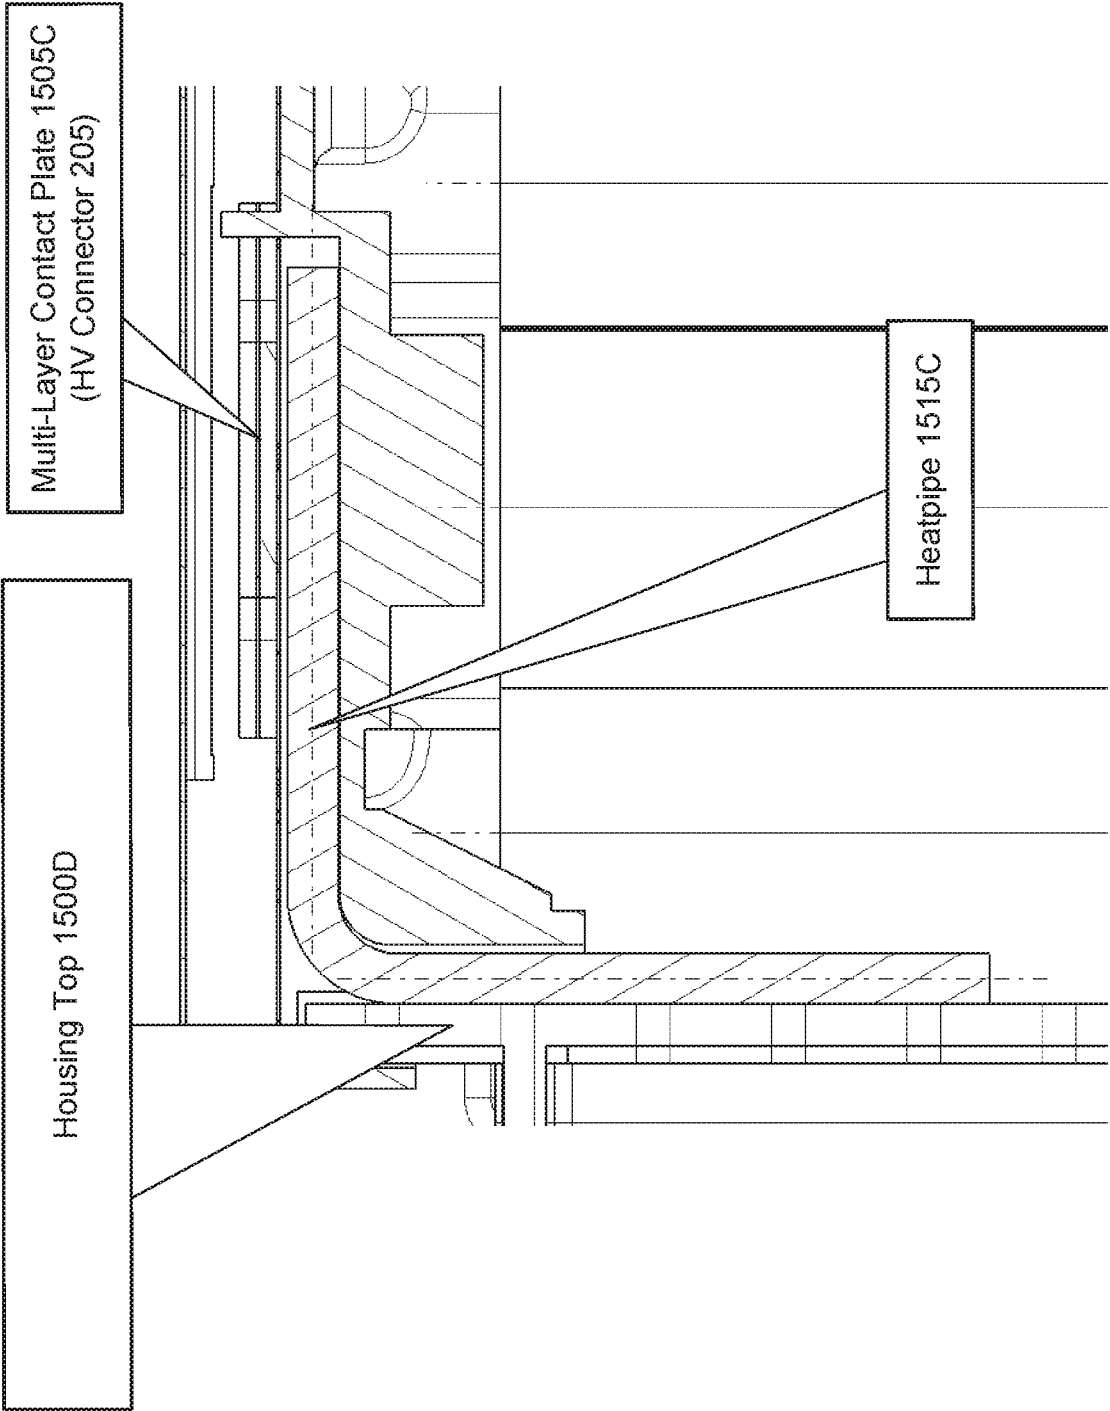 Housing Top 1500D
Multi-Layer Contact Plate 1505C
(HV Connector 205)
Heatpipe 1515C